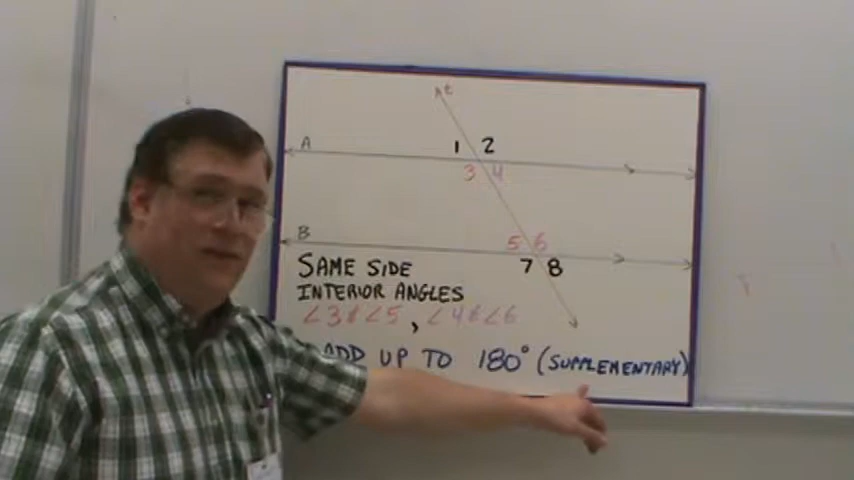 t
A
1 2
3 4
B
5 6
7 8
SAME SIDE
INTERIOR ANGLES
∠3 & ∠5, ∠4 & ∠6
ADD UP TO 180° (SUPPLEMENTARY)